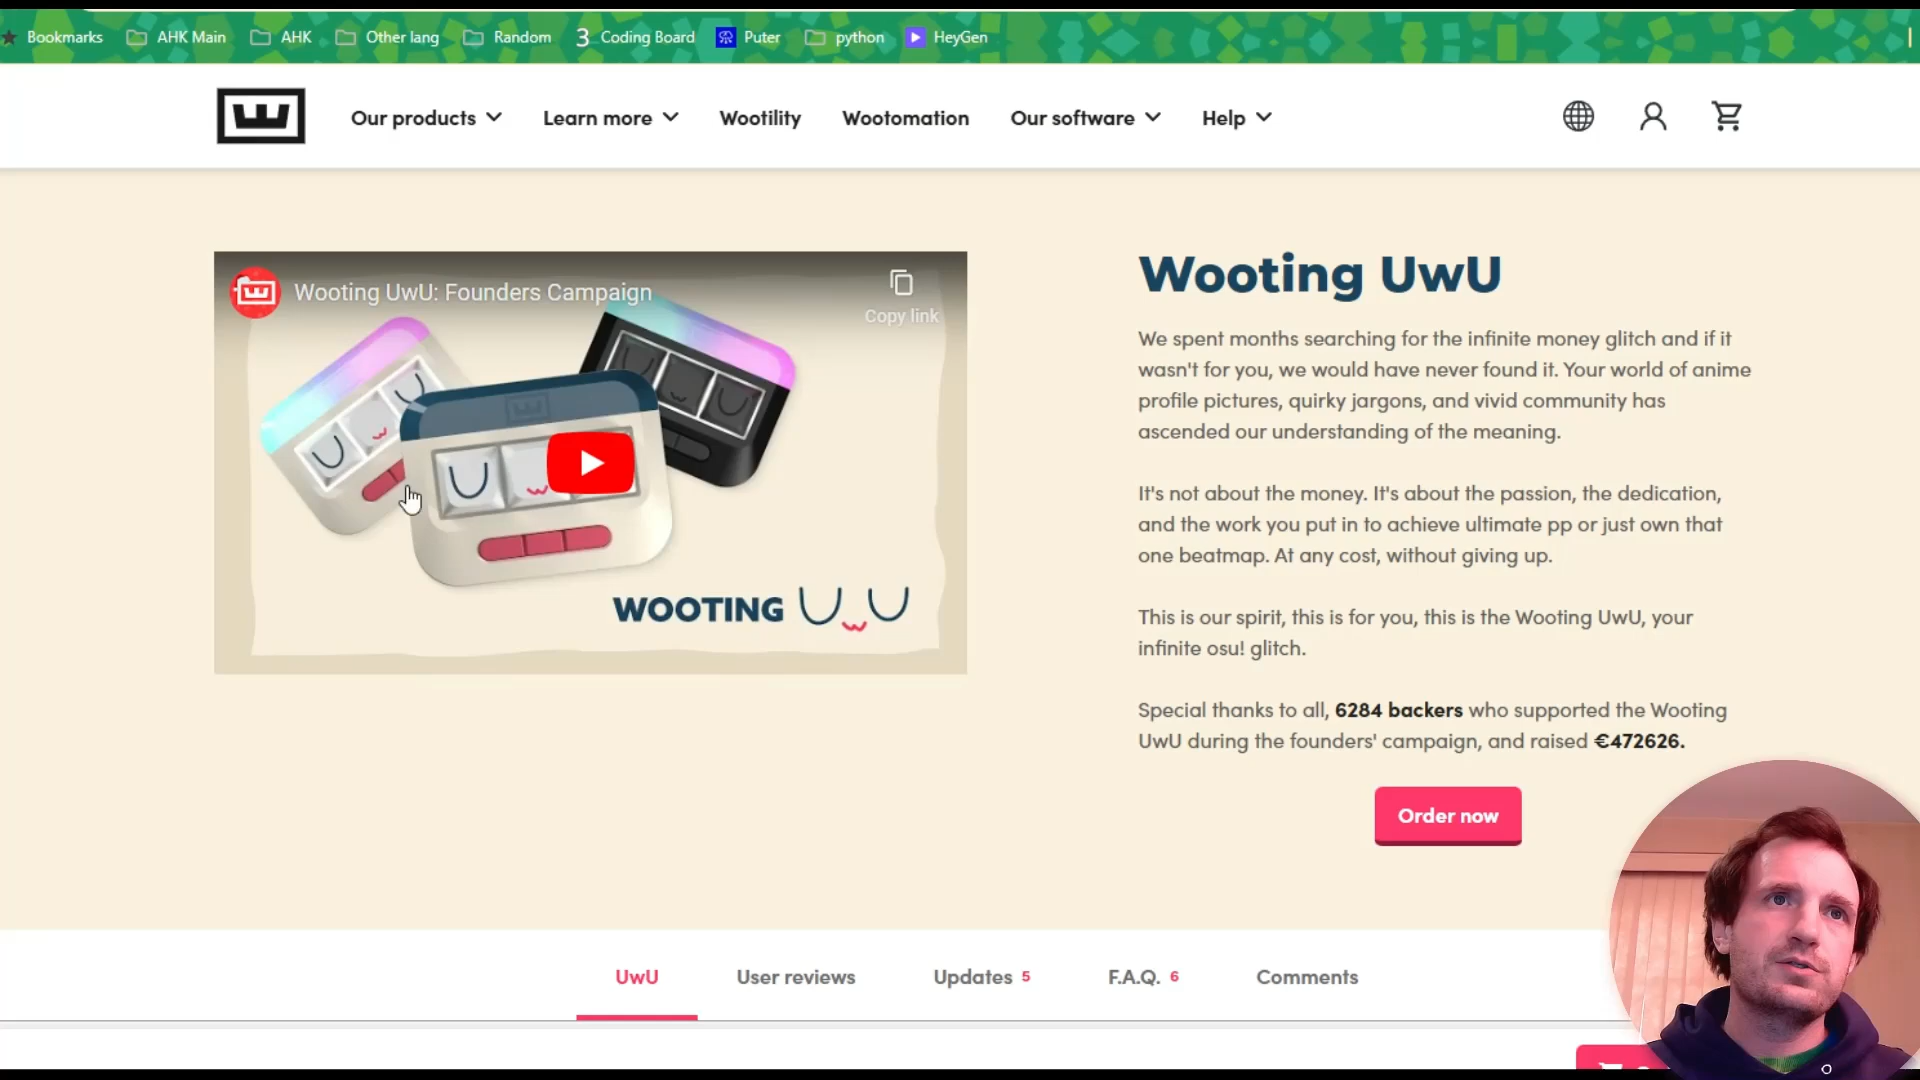 Bookmarks AHK Main AHK Other lang Random 3 Coding Board Puter python HeyGen
Our products Learn more Wootility Wootomation Our software Help
Wooting UwU: Founders Campaign
Copy link
WOOTING UwU
Wooting UwU
We spent months searching for the infinite money glitch and if it
wasn't for you, we would have never found it. Your world of anime
profile pictures, quirky jargons, and vivid community has
ascended our understanding of the meaning.
It's not about the money. It's about the passion, the dedication,
and the work you put in to achieve ultimate pp or just own that
one beatmap. At any cost, without giving up.
This is our spirit, this is for you, this is the Wooting UwU, your
infinite osu! glitch.
Special thanks to all, 6284 backers who supported the Wooting
UwU during the founders' campaign, and raised €472626.
Order now
UwU User reviews Updates 5 F.A.Q. 6 Comments